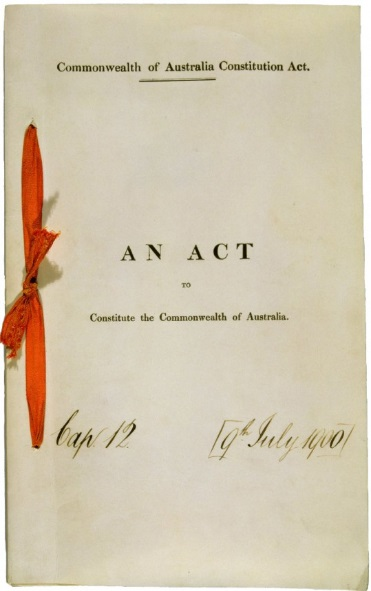 Commonwealth of Australia Constitution Act.
AN ACT
TO
Constitute the Commonwealth of Australia.
Cap. 12. [9th July 1900]